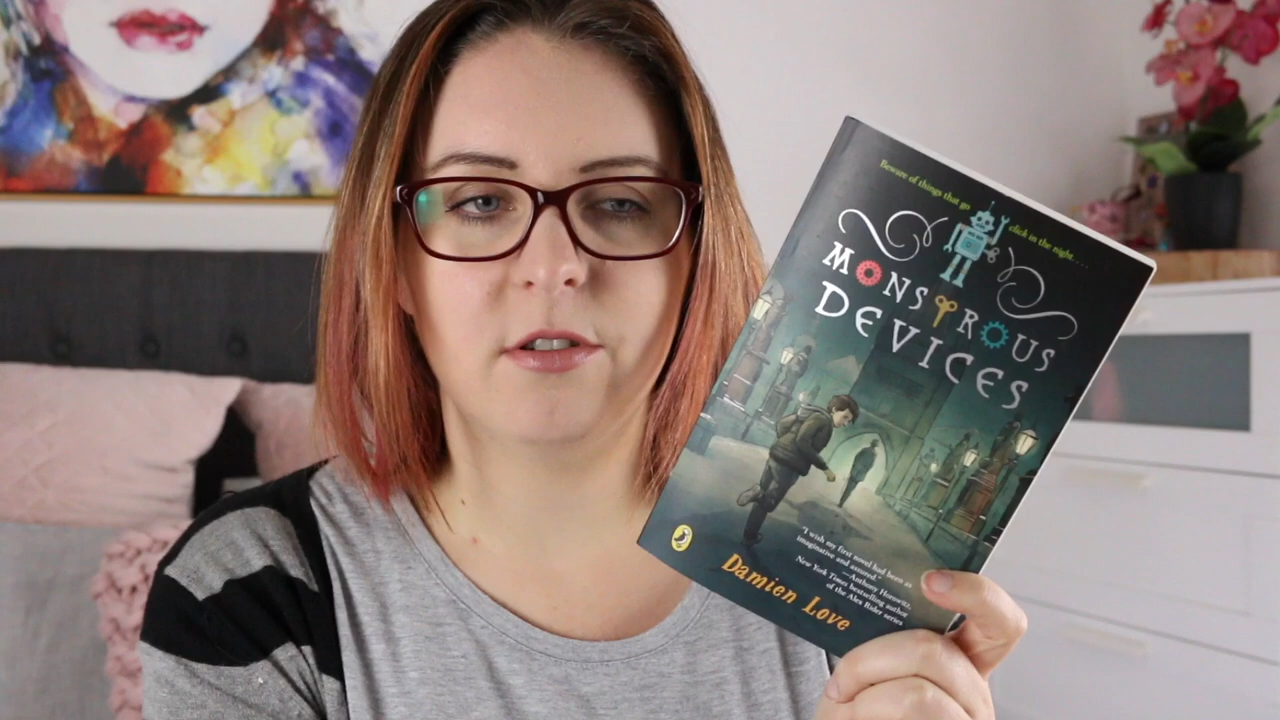 Beware of things that go
click in the night....
MONSTROUS
DEVICES
"I wish my first novel had been as
imaginative and assured."
—Anthony Horowitz,
New York Times bestselling author
of the Alex Rider series
Damien Love